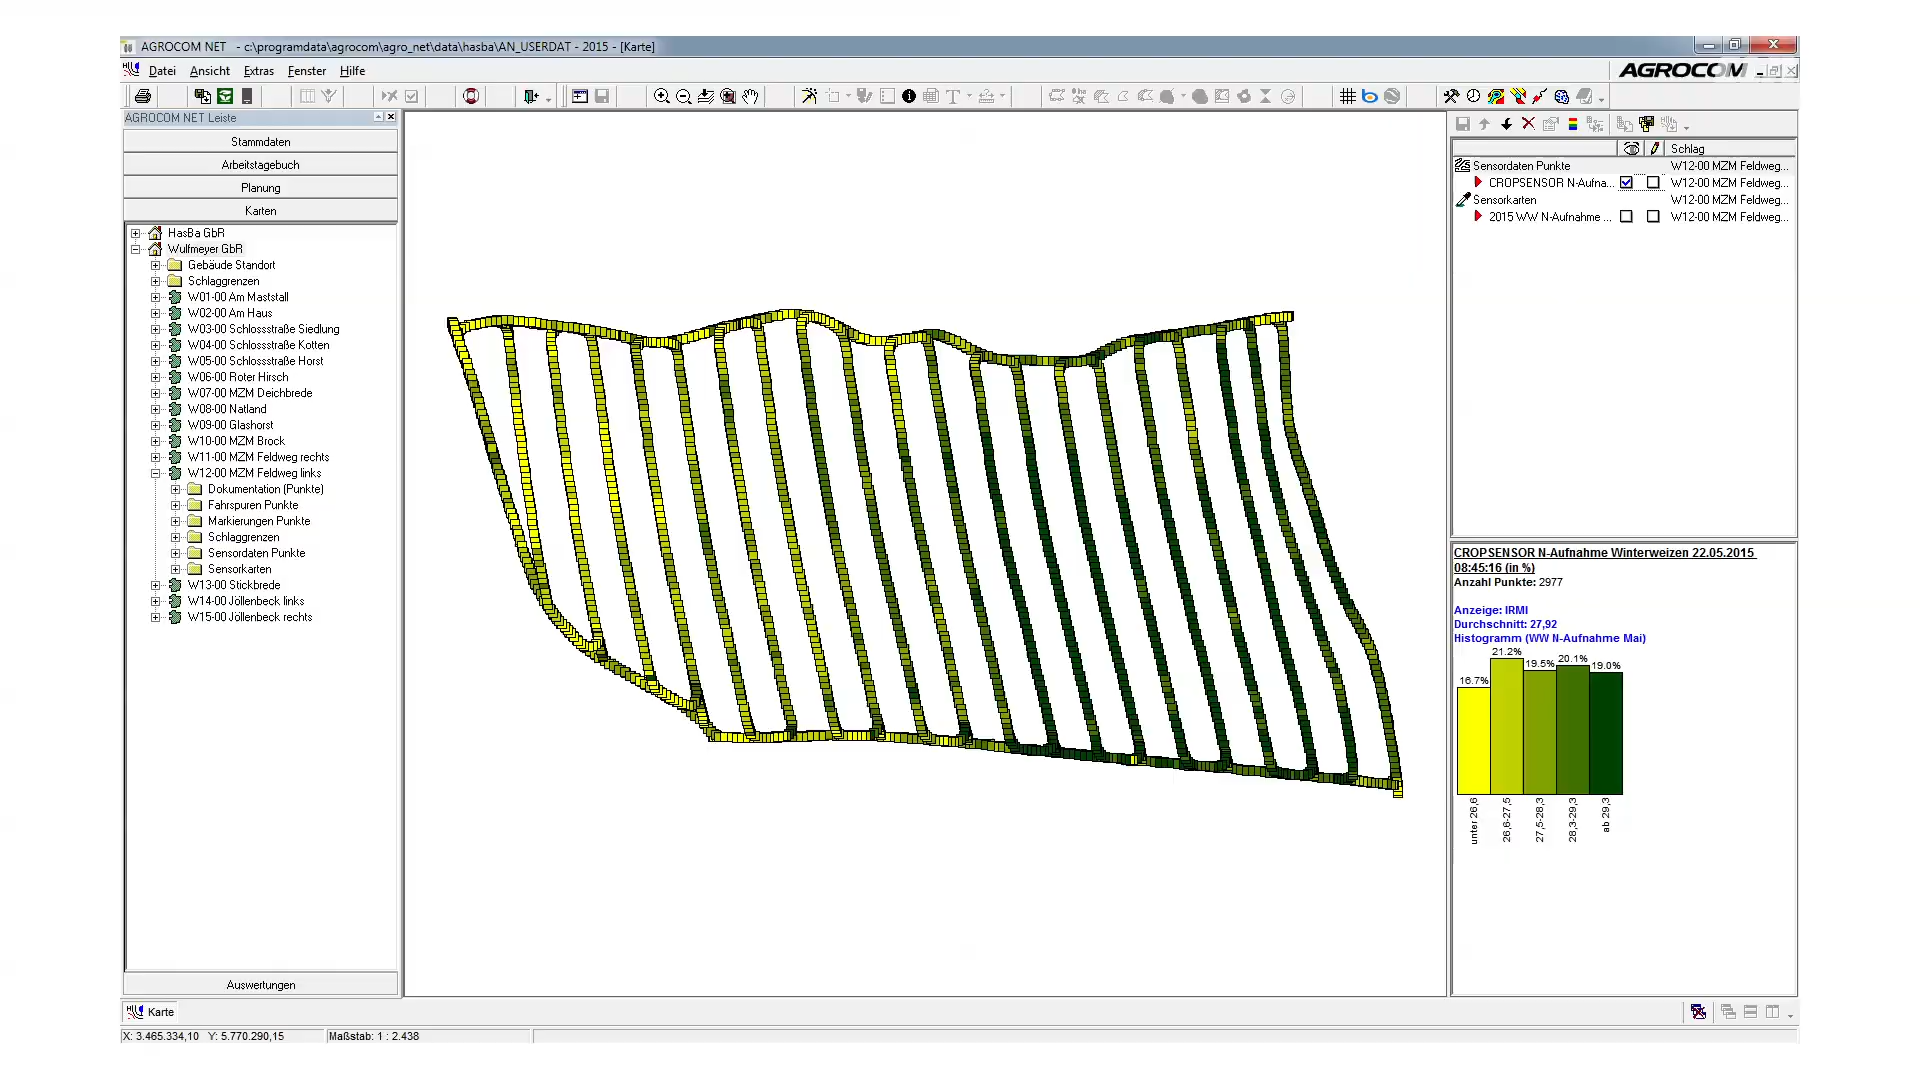 AGROCOM NET - c:\programdata\agrocom\agro_net\data\hasba\AN_USERDAT - 2015 - [Karte]
Datei Ansicht Extras Fenster Hilfe
AGROCOM
AGROCOM NET Leiste
Stammdaten
Arbeitstagebuch
Planung
Karten
HasBa GbR
Wulfmeyer GbR
Gebäude Standort
Schlaggrenzen
W01-00 Am Maststall
W02-00 Am Haus
W03-00 Schlossstraße Siedlung
W04-00 Schlossstraße Kotten
W05-00 Schlossstraße Horst
W06-00 Roter Hirsch
W07-00 MZM Deichbrede
W08-00 Natland
W09-00 Glashorst
W10-00 MZM Brock
W11-00 MZM Feldweg rechts
W12-00 MZM Feldweg links
Dokumentation (Punkte)
Fahrspuren Punkte
Markierungen Punkte
Schlaggrenzen
Sensordaten Punkte
Sensorkarten
W13-00 Stickbrede
W14-00 Jöllenbeck links
W15-00 Jöllenbeck rechts
Auswertungen
Schlag
Sensordaten Punkte W12-00 MZM Feldweg...
CROPSENSOR N-Aufna... W12-00 MZM Feldweg...
Sensorkarten W12-00 MZM Feldweg...
2015 WW N-Aufnahme ... W12-00 MZM Feldweg...
CROPSENSOR N-Aufnahme Winterweizen 22.05.2015
08:45:16 (in %)
Anzahl Punkte: 2977
Anzeige: IRMI
Durchschnitt: 27,92
Histogramm (WW N-Aufnahme Mai)
16.7% 21.2% 19.5% 20.1% 19.0%
unter 26,6 26,6-27,5 27,5-28,3 28,3-29,3 ab 29,3
Karte
X: 3.465.334,10 Y: 5.770.290,15 Maßstab: 1 : 2.438